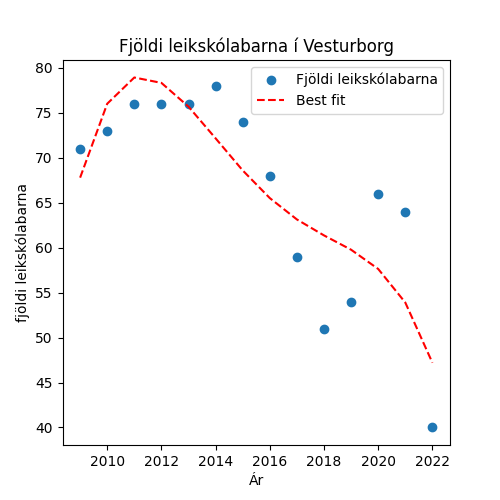 Fjöldi leikskólabarna í Vesturborg
Fjöldi leikskólabarna
Best fit
80
75
70
65
60
55
50
45
40
fjöldi leikskólabarna
2010 2012 2014 2016 2018 2020 2022
Ár